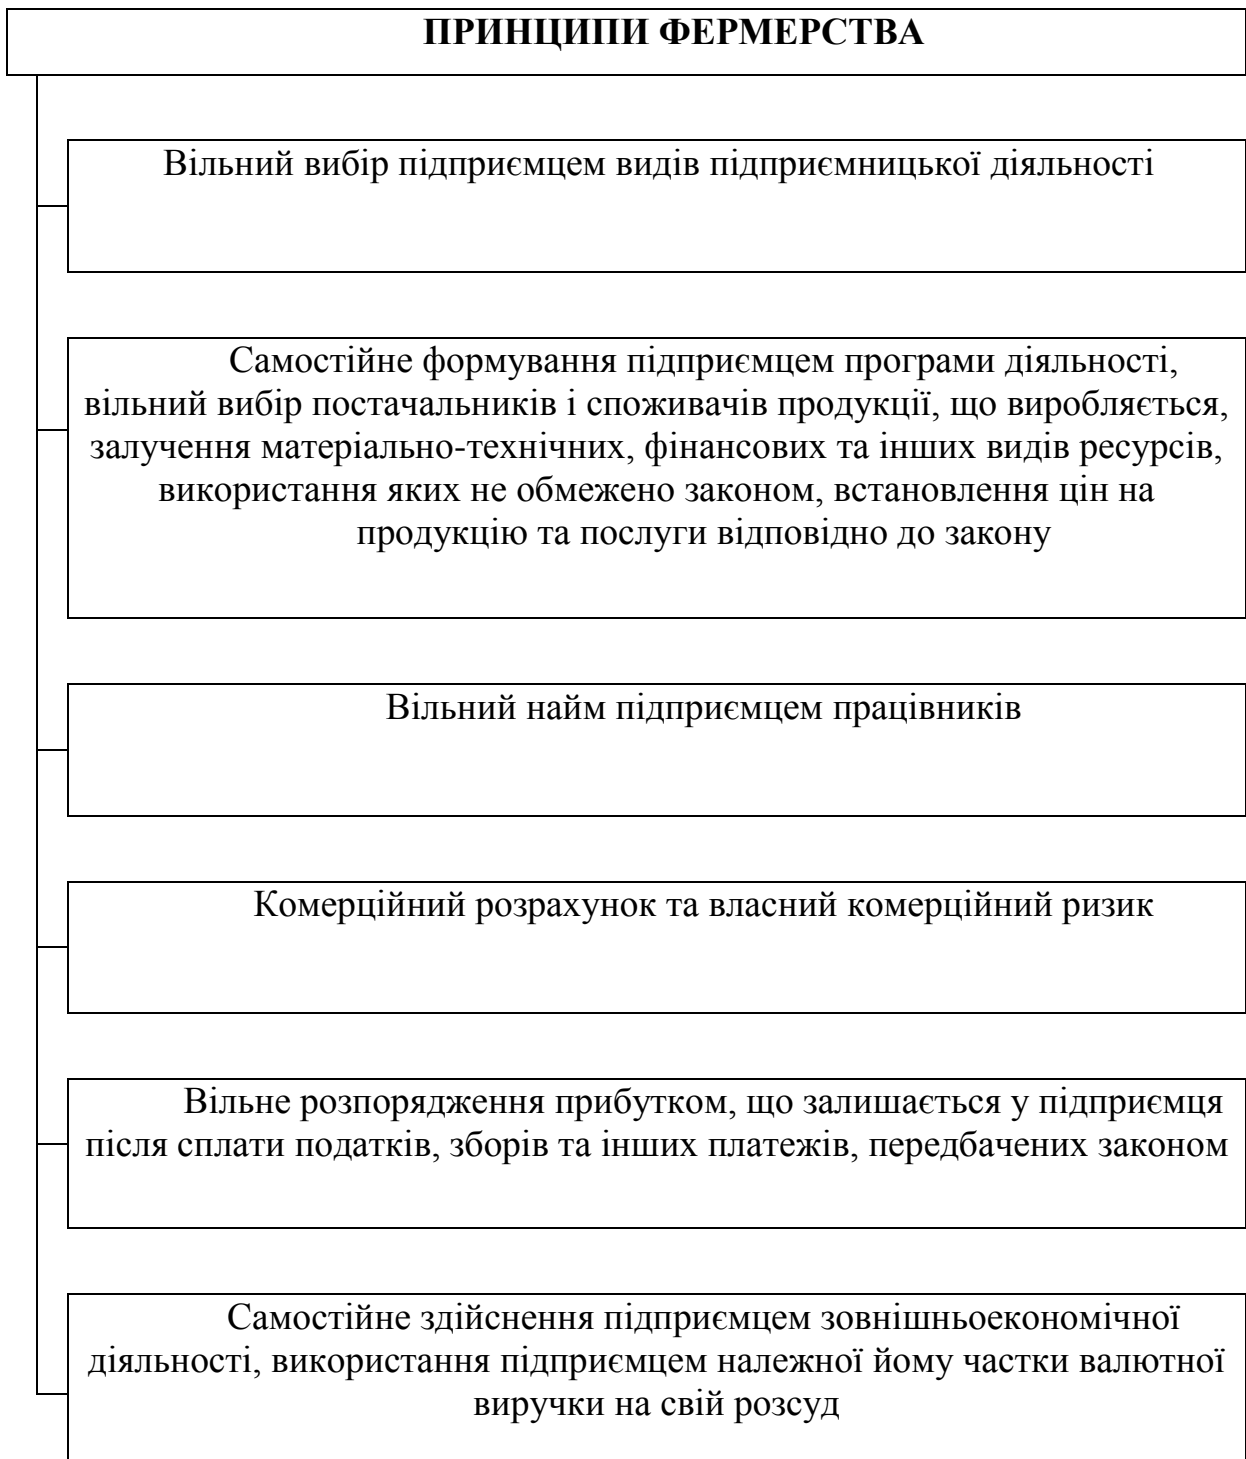 ПРИНЦИПИ ФЕРМЕРСТВА
Вільний вибір підприємцем видів підприємницької діяльності
Самостійне формування підприємцем програми діяльності,
вільний вибір постачальників і споживачів продукції, що виробляється,
залучення матеріально-технічних, фінансових та інших видів ресурсів,
використання яких не обмежено законом, встановлення цін на
продукцію та послуги відповідно до закону
Вільний найм підприємцем працівників
Комерційний розрахунок та власний комерційний ризик
Вільне розпорядження прибутком, що залишається у підприємця
після сплати податків, зборів та інших платежів, передбачених законом
Самостійне здійснення підприємцем зовнішньоекономічної
діяльності, використання підприємцем належної йому частки валютної
виручки на свій розсуд